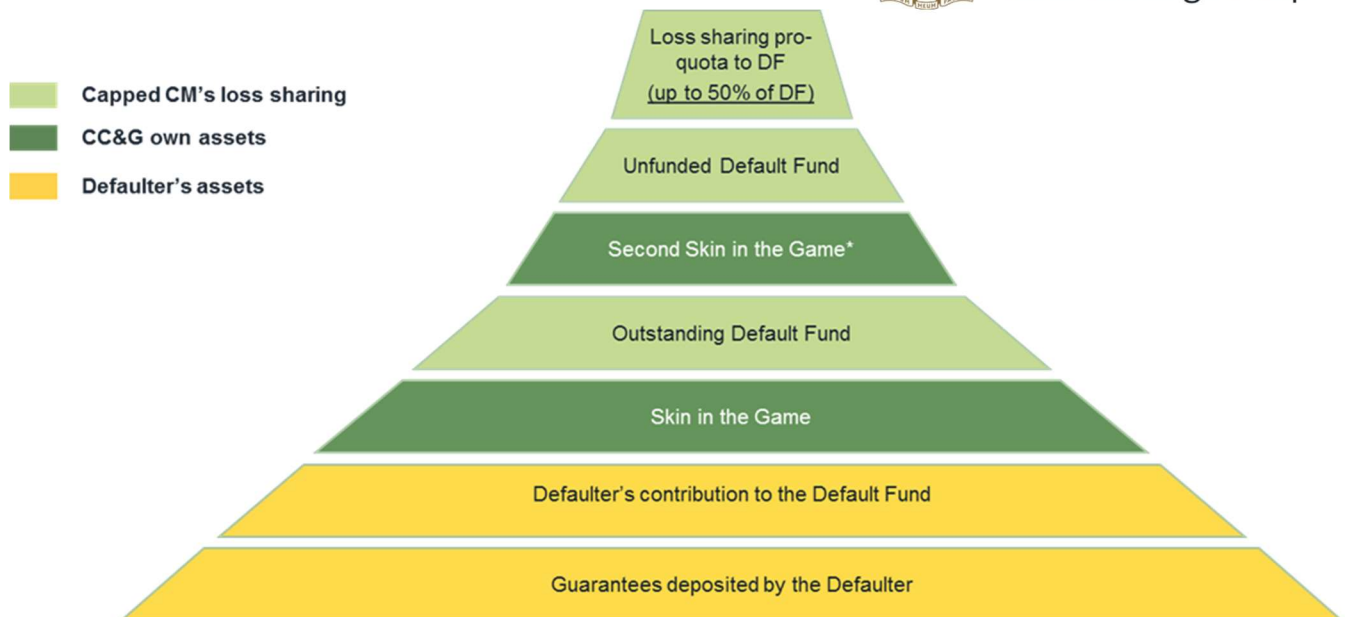 Loss sharing pro-
quota to DF
(up to 50% of DF)
Capped CM's loss sharing
CC&G own assets
Defaulter's assets
Unfunded Default Fund
Second Skin in the Game*
Outstanding Default Fund
Skin in the Game
Defaulter's contribution to the Default Fund
Guarantees deposited by the Defaulter